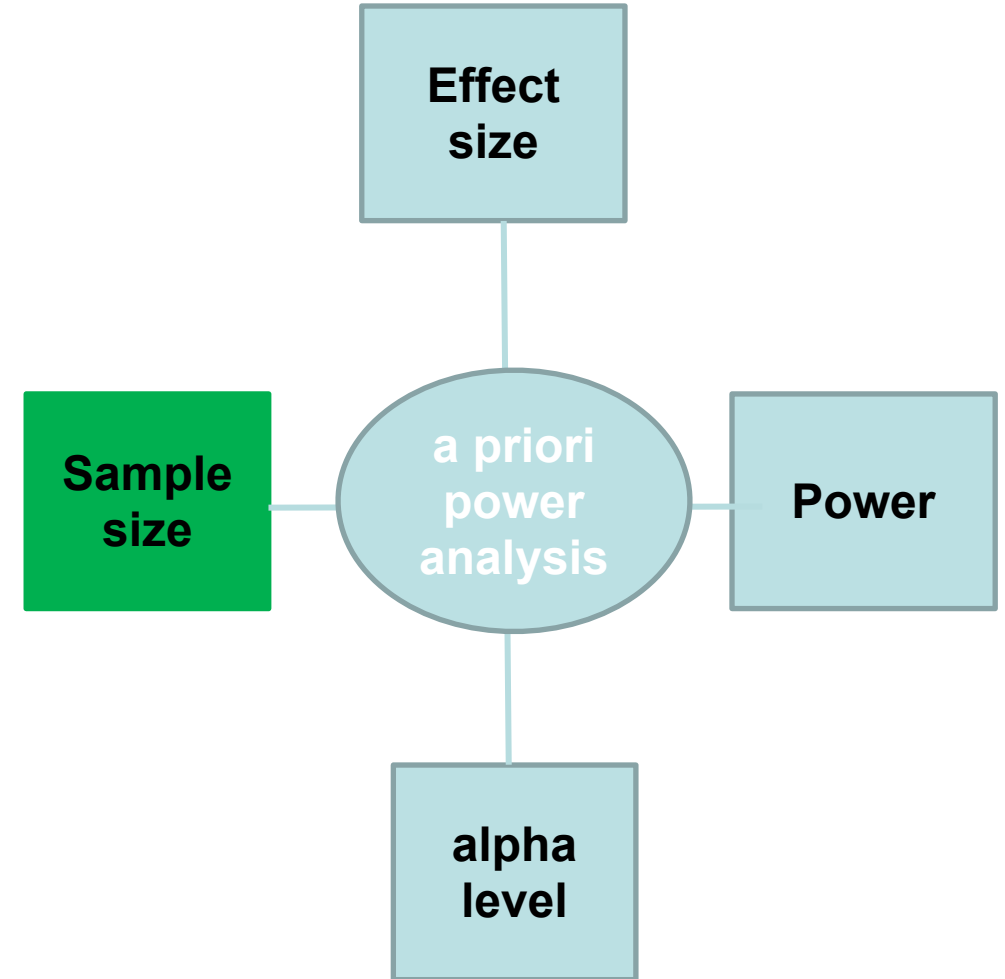 Effect
size
Sample
size
a priori
power
analysis
Power
alpha
level